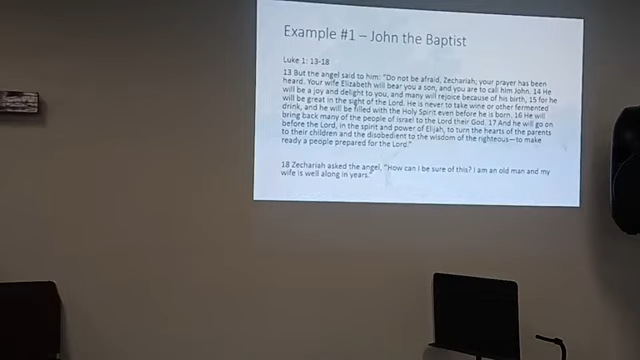 Example #1 – John the Baptist
Luke 1: 13-18
13 But the angel said to him: “Do not be afraid, Zechariah; your prayer has been
heard. Your wife Elizabeth will bear you a son, and you are to call him John. 14 He
will be a joy and delight to you, and many will rejoice because of his birth, 15 for he
will be great in the sight of the Lord. He is never to take wine or other fermented
drink, and he will be filled with the Holy Spirit even before he is born. 16 He will
bring back many of the people of Israel to the Lord their God. 17 And he will go on
before the Lord, in the spirit and power of Elijah, to turn the hearts of the parents
to their children and the disobedient to the wisdom of the righteous—to make
ready a people prepared for the Lord.”
18 Zechariah asked the angel, “How can I be sure of this? I am an old man and my
wife is well along in years.”